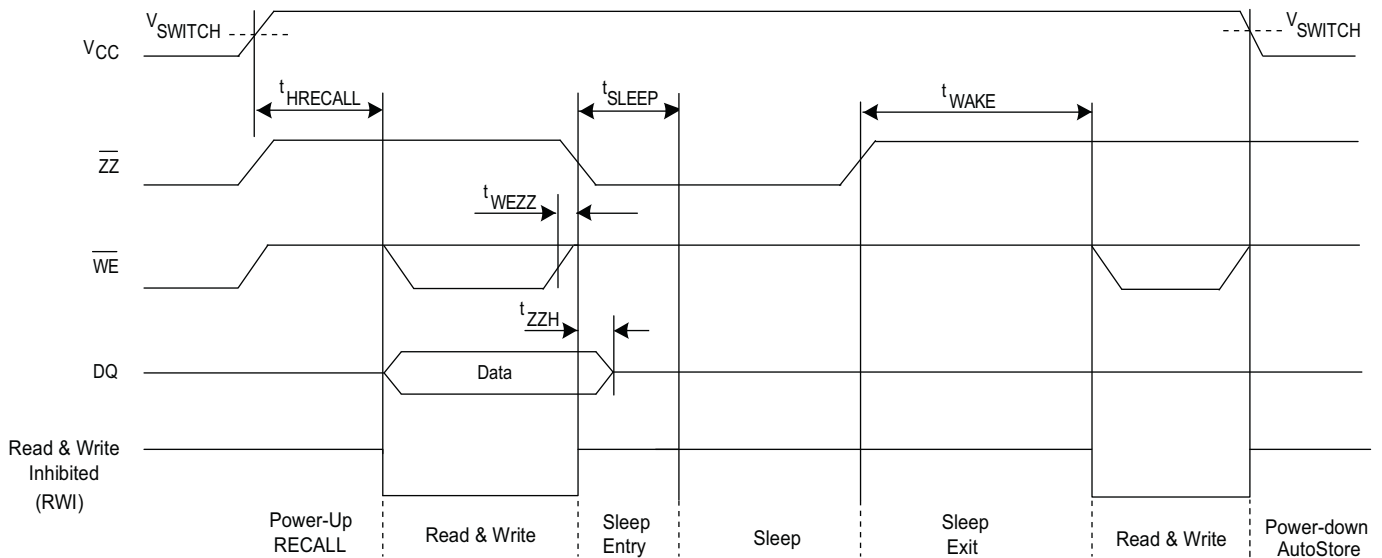 VSWITCH
VSWITCH
VCC
tHRECALL
tSLEEP
tWAKE
ZZ
tWEZZ
WE
tZZH
DQ
Data
Read & Write
Inhibited
(RWI)
Power-Up
RECALL
Read & Write
Sleep
Entry
Sleep
Sleep
Exit
Read & Write
Power-down
AutoStore